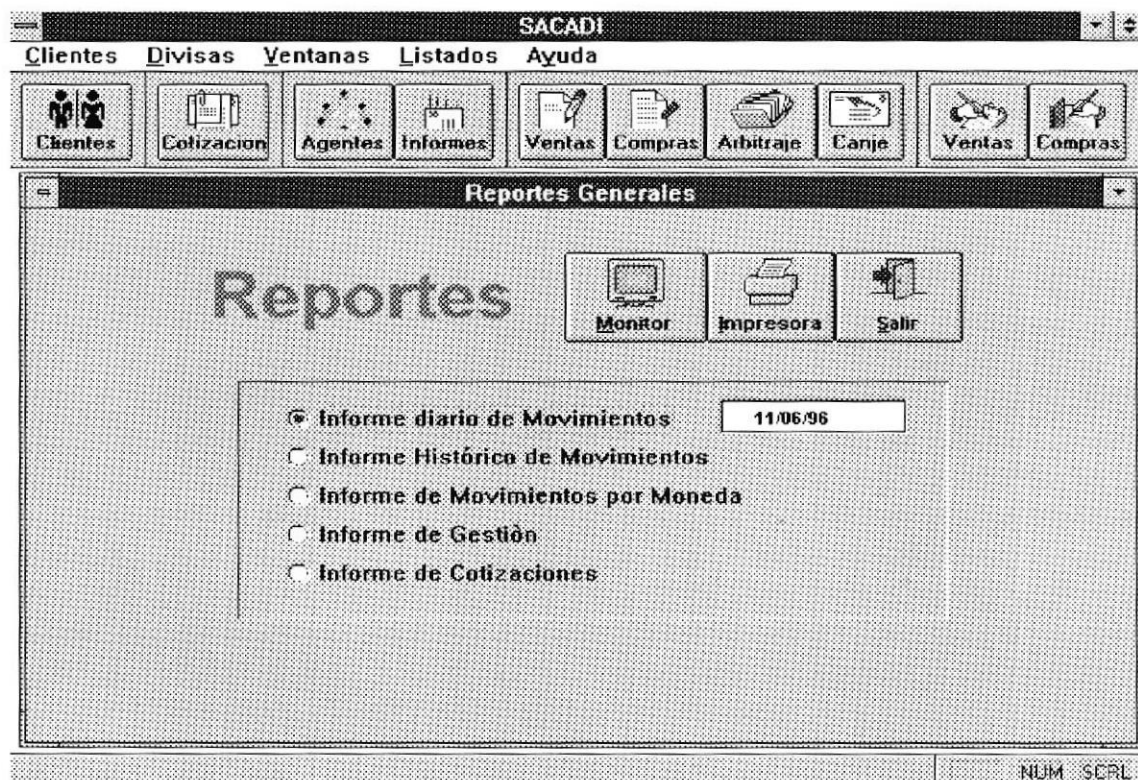 SACADI
Clientes Divisas Ventanas Listados Ayuda
Clientes Cotizacion Agentes Informes Ventas Compras Arbitraje Canje Ventas Compras
Reportes Generales
Reportes
Monitor Impresora Salir
Informe diario de Movimientos 11/06/96
Informe Histórico de Movimientos
Informe de Movimientos por Moneda
Informe de Gestiòn
Informe de Cotizaciones
NUM SCRL